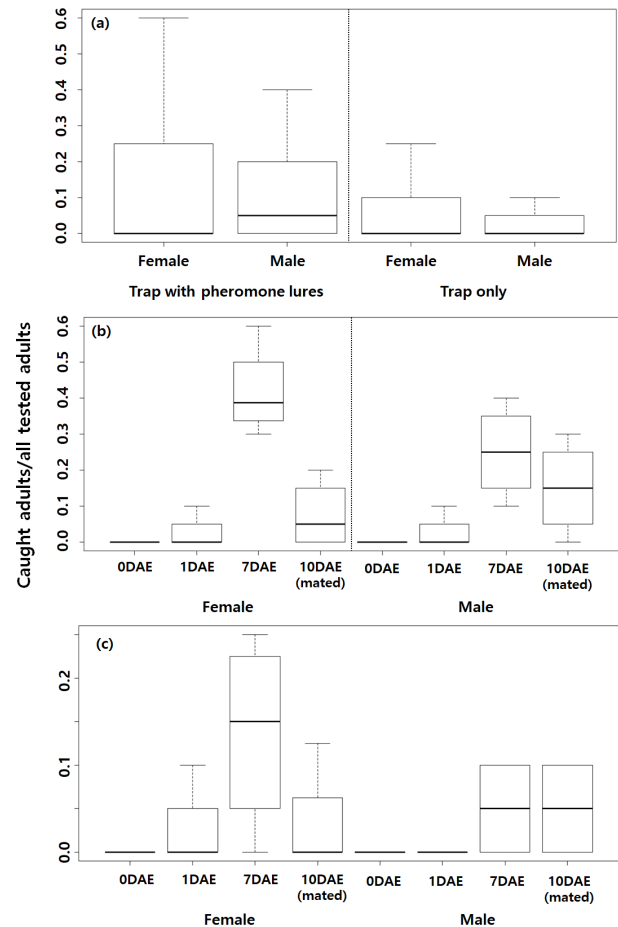 (a)
0.6
0.5
0.4
0.3
0.2
0.1
0.0
Female Male Female Male
Trap with pheromone lures Trap only
Caught adults/all tested adults
(b)
0.6
0.5
0.4
0.3
0.2
0.1
0.0
0DAE 1DAE 7DAE 10DAE 0DAE 1DAE 7DAE 10DAE
(mated) (mated)
Female Male
(c)
0.2
0.1
0.0
0DAE 1DAE 7DAE 10DAE 0DAE 1DAE 7DAE 10DAE
(mated) (mated)
Female Male